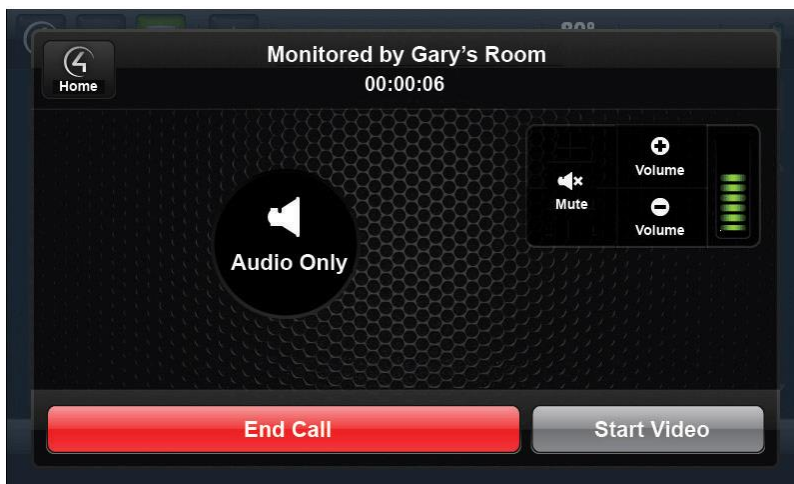 Monitored by Gary's Room
00:00:06
Home
Volume
Mute
Volume
Audio Only
End Call
Start Video